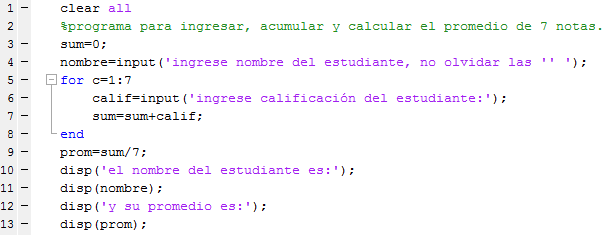 1 - clear all
2 %programa para ingresar, acumular y calcular el promedio de 7 notas.
3 - sum=0;
4 - nombre=input('ingrese nombre del estudiante, no olvidar las '' ');
5 - for c=1:7
6 - calif=input('ingrese calificación del estudiante:');
7 - sum=sum+calif;
8 - end
9 - prom=sum/7;
10 - disp('el nombre del estudiante es:');
11 - disp(nombre);
12 - disp('y su promedio es:');
13 - disp(prom);